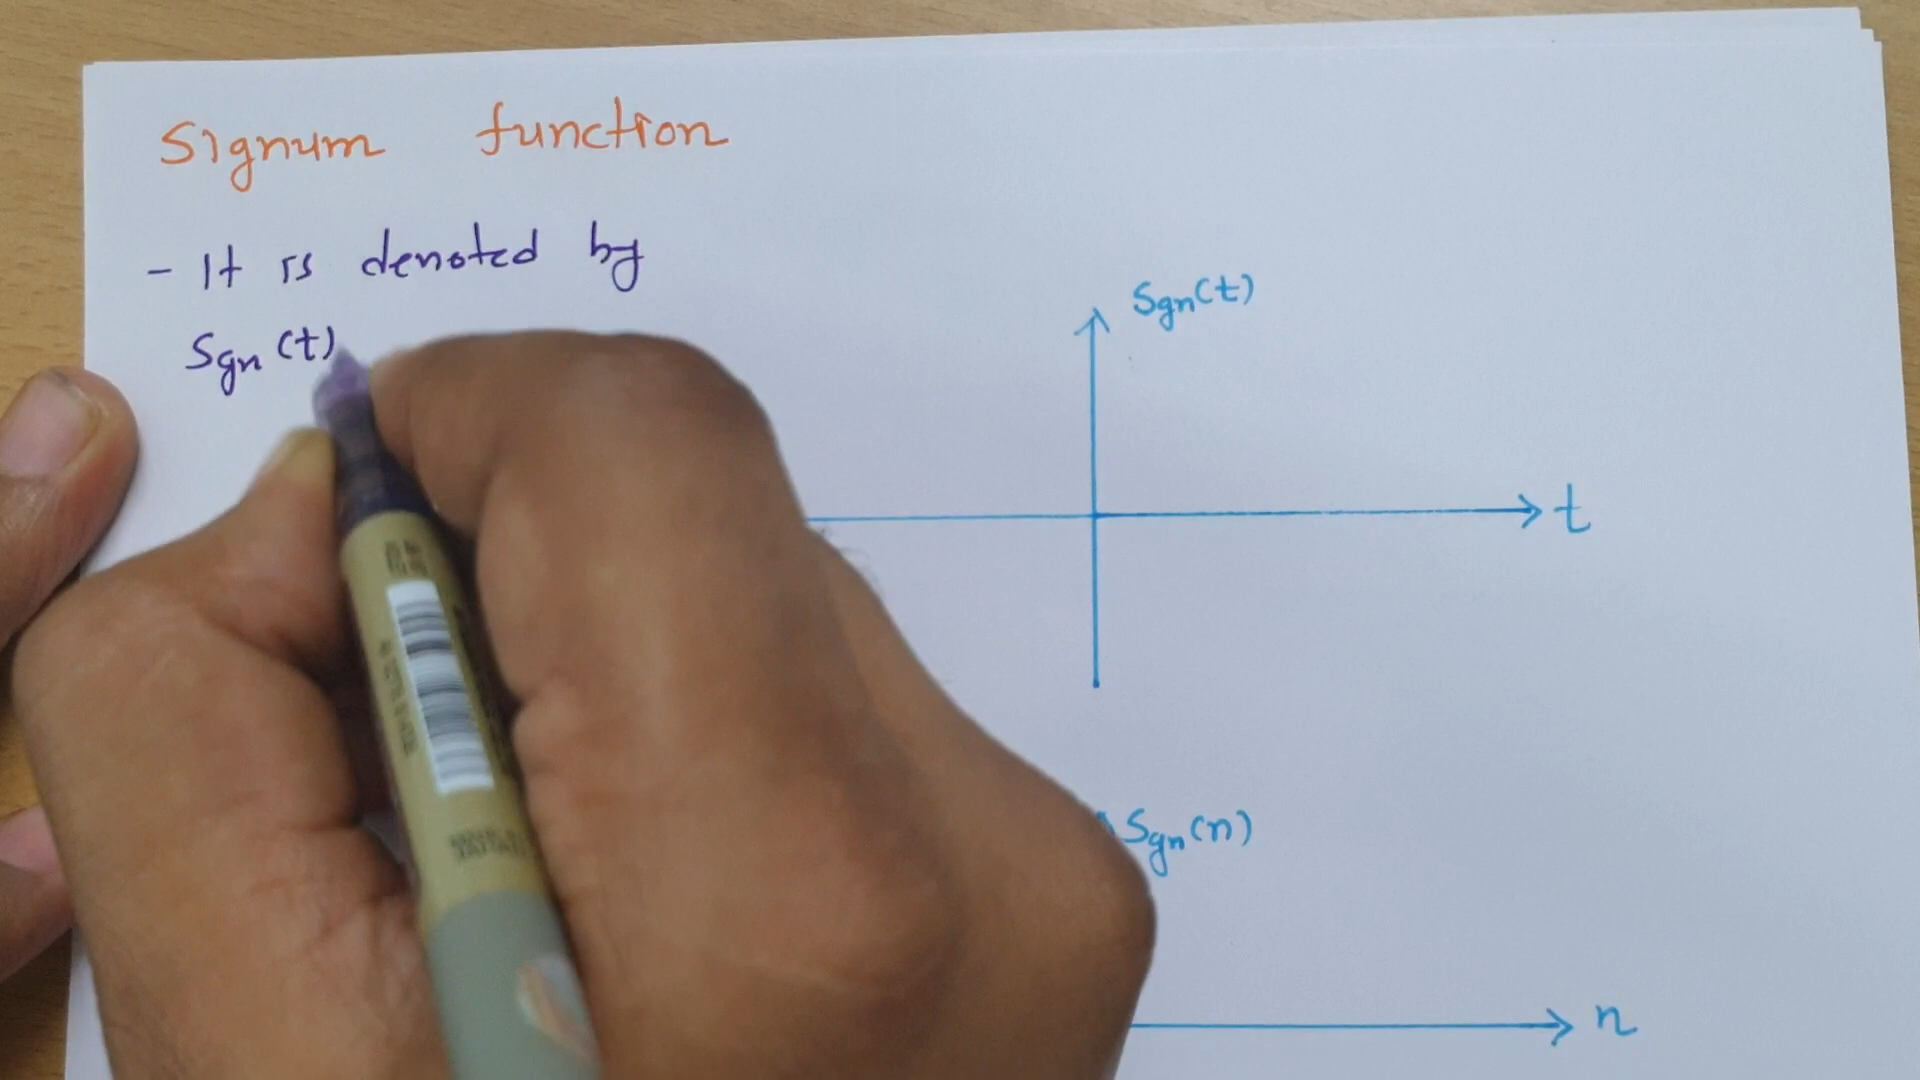 Signum function
- It is denoted by
Sgn(t)
Sgn(t)
t
Sgn(n)
n